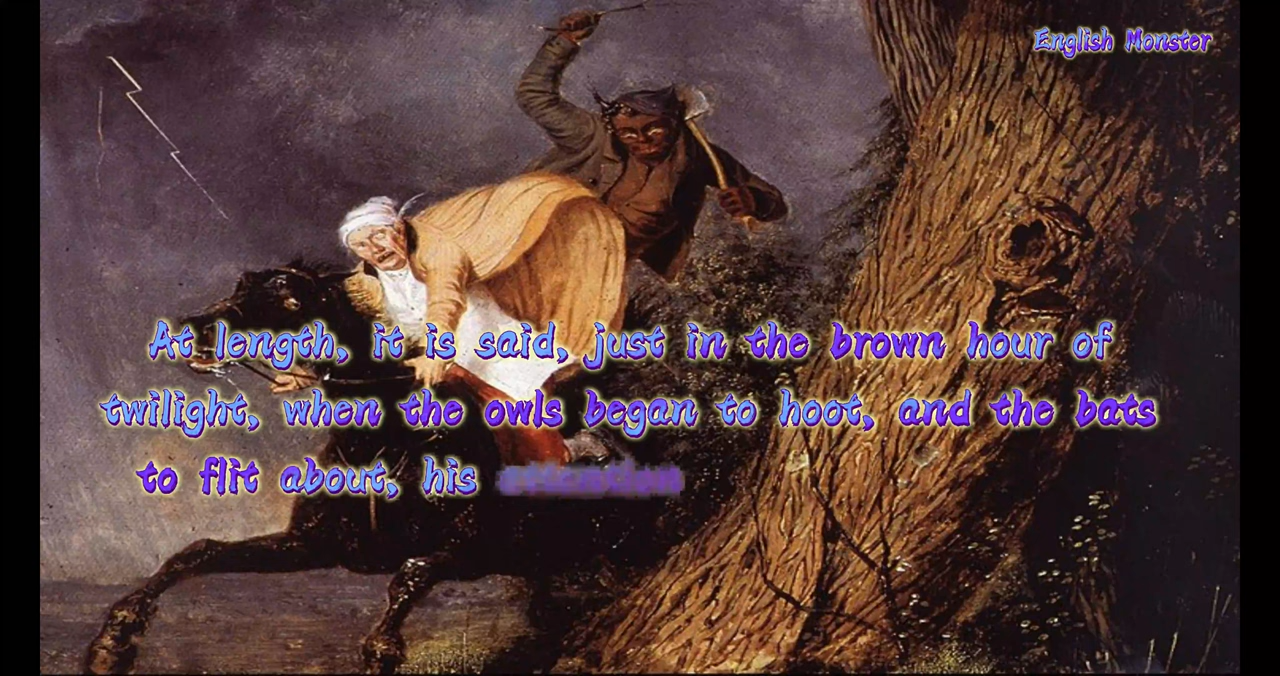 English Monster
At length, it is said, just in the brown hour of
twilight, when the owls began to hoot, and the bats
to flit about, his